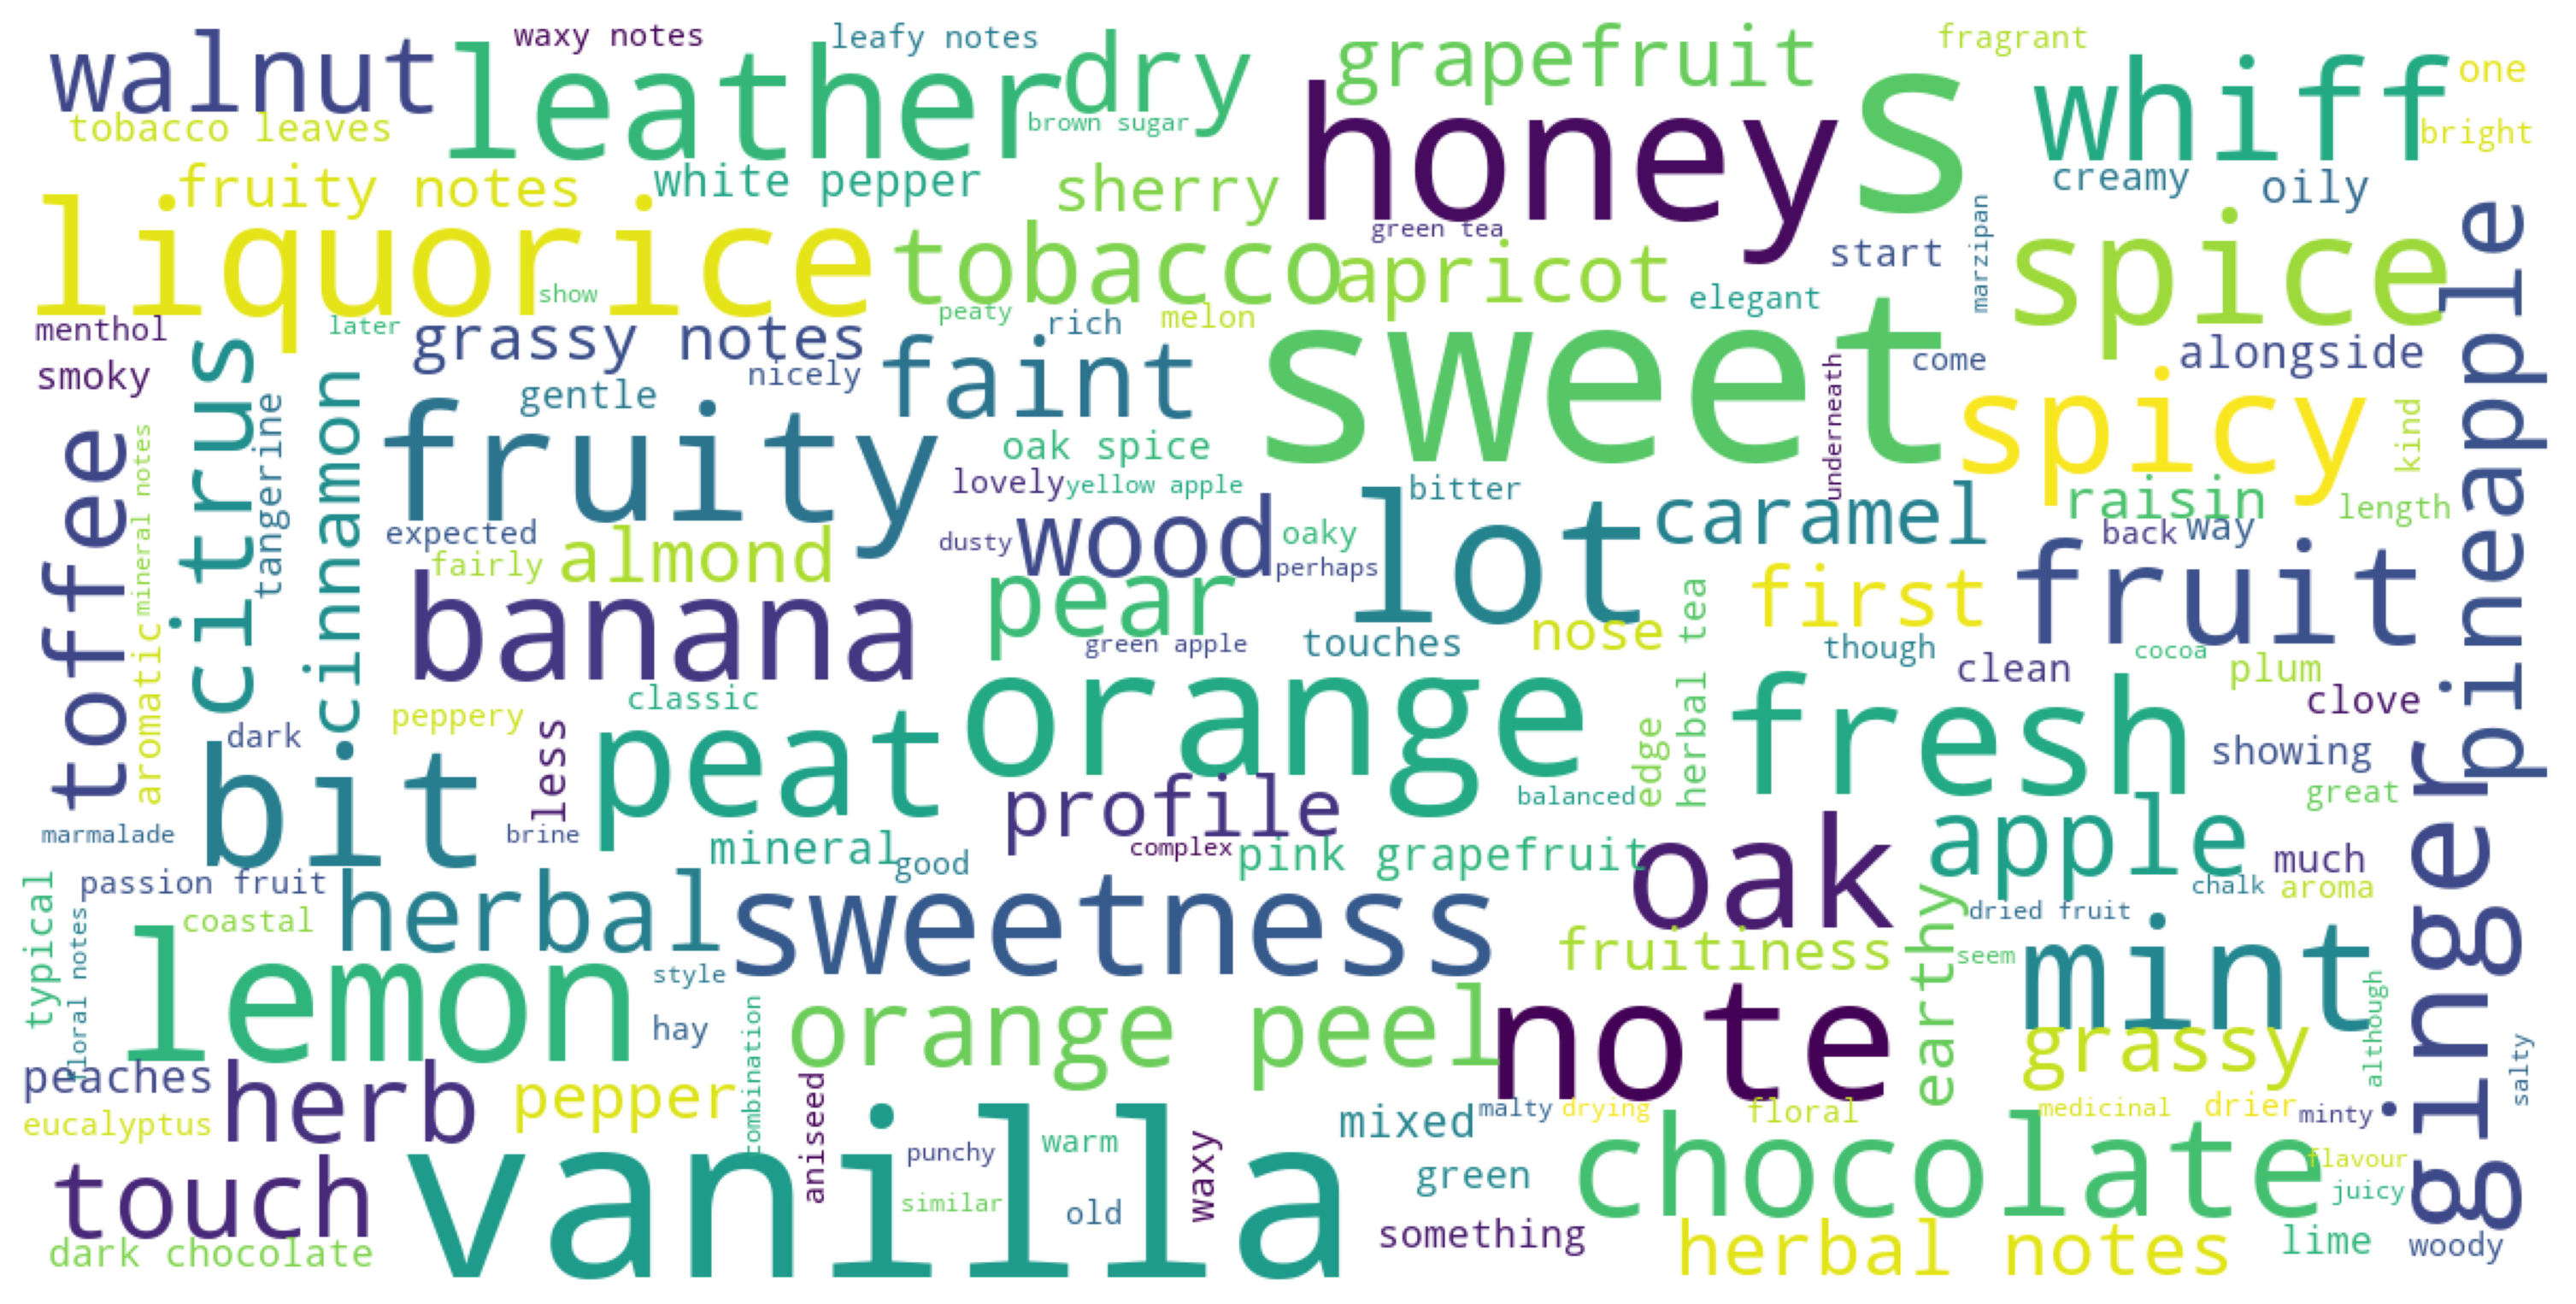 walnut
waxy notes
leafy notes
leather
dry
grapefruit
fragrant
honey
s
whiff
one
tobacco leaves
brown sugar
bright
fruity notes
white pepper
sherry
creamy
oily
liquorice
tobacco
green tea
apricot
start
marzipan
spice
pineapple
show
elegant
menthol
later
grassy notes
peaty
rich
melon
sweet
smoky
citrus
cinnamon
tangerine
gentle
nicely
faint
underneath
come
alongside
toffee
mineral notes
fruity
oak spice
spicy
kind
lovely
yellow apple
bitter
lot
caramel
raisin
length
expected
almond
dusty
wood
oaky
back
way
fairly
perhaps
banana
pear
first
fruit
green apple
touches
nose
herbal tea
though
cocoa
aromatic
clean
plum
classic
orange
fresh
clove
dark
peppery
less
peat
edge
showing
bit
profile
balanced
great
ginger
marmalade
brine
mineral
complex
pink grapefruit
oak
apple
much
good
typical
passion fruit
herbal
sweetness
earthy
chalk
aroma
floral notes
coastal
dried fruit
lemon
style
fruitiness
seem
mint
hay
combination
orange peel
note
grassy
although
salty
peaches
herb
pepper
aniseed
eucalyptus
vanilla
mixed
malty
drying
floral
medicinal
drier
minty
touch
punchy
warm
waxy
green
chocolate
flavour
similar
old
juicy
dark chocolate
something
herbal notes
lime
woody